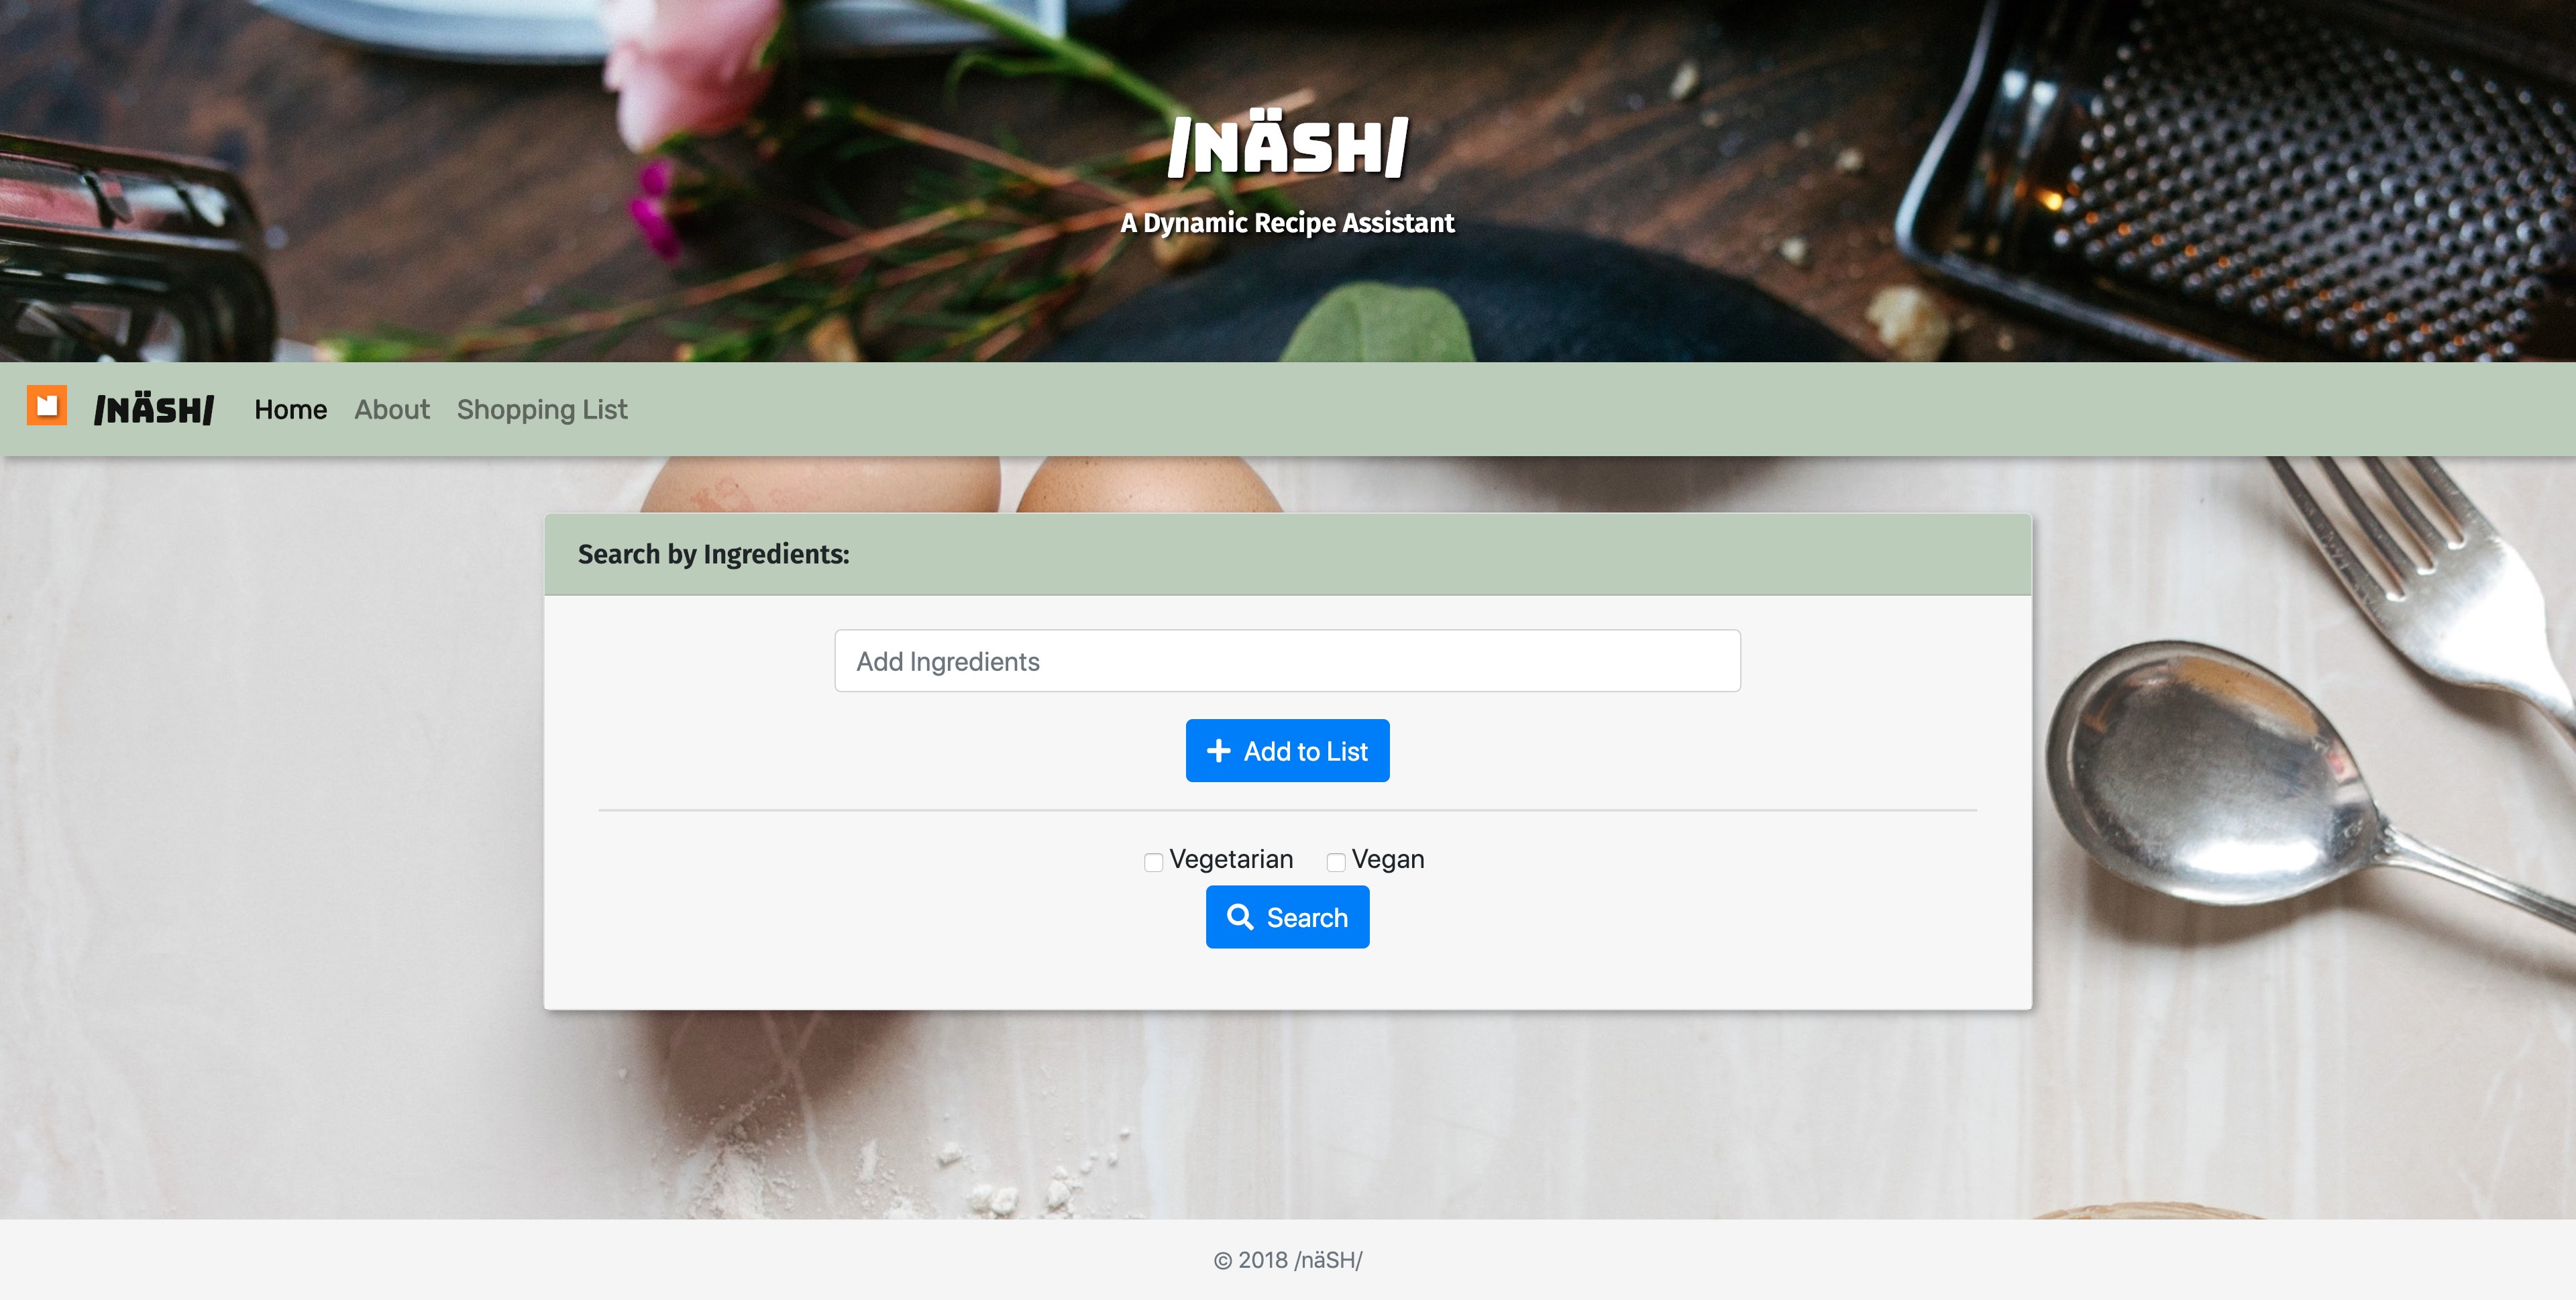 /NÄSH/
A Dynamic Recipe Assistant
/NÄSH/ Home About Shopping List
Search by Ingredients:
Add Ingredients
Add to List
Vegetarian Vegan
Search
© 2018 /näSH/